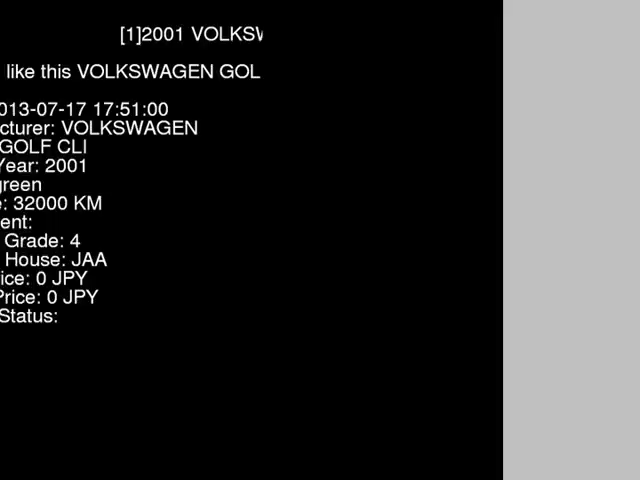 [1]2001 VOLKSW
like this VOLKSWAGEN GOL
013-07-17 17:51:00
cturer: VOLKSWAGEN
GOLF CLI
Year: 2001
green
e: 32000 KM
ent:
Grade: 4
House: JAA
ice: 0 JPY
Price: 0 JPY
Status: